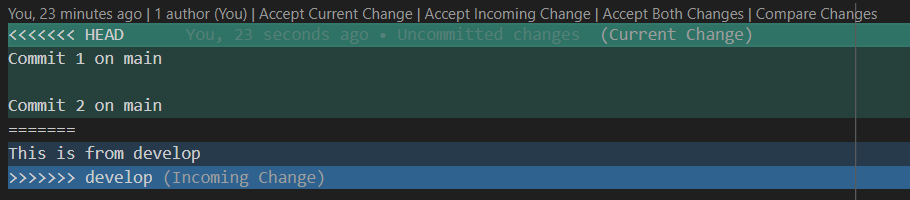 You, 23 minutes ago | 1 author (You) | Accept Current Change | Accept Incoming Change | Accept Both Changes | Compare Changes
<<<<<<< HEAD You, 23 seconds ago • Uncommitted changes (Current Change)
Commit 1 on main
Commit 2 on main
=======
This is from develop
>>>>>>> develop (Incoming Change)